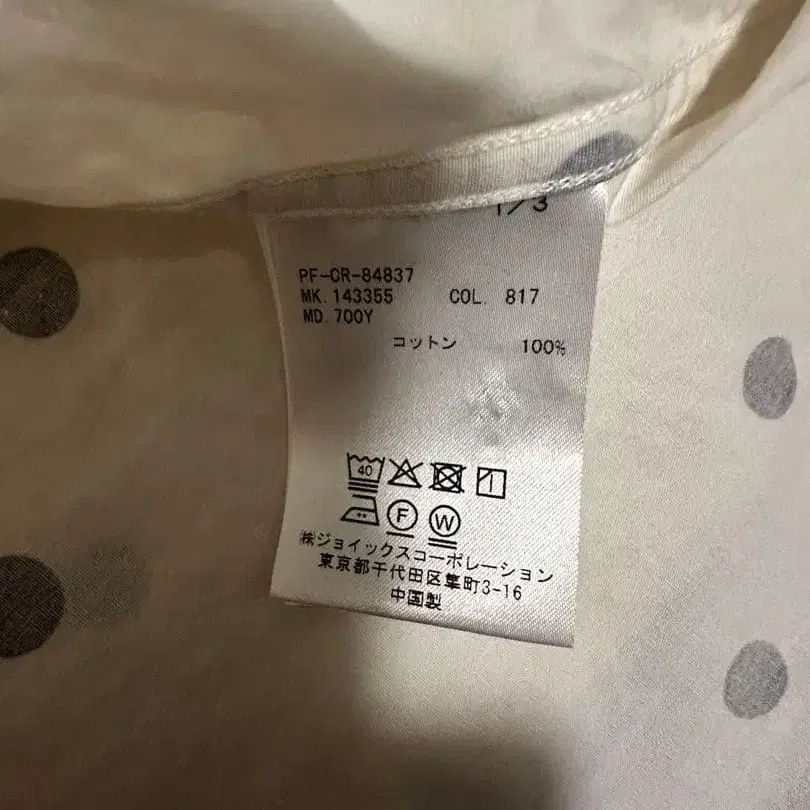 1/3
PF-CR-84837
MK. 143355 COL. 817
MD. 700Y
コットン 100%
40
F W
㈱ジョイックスコーポレーション
東京都千代田区隼町3-16
中国製